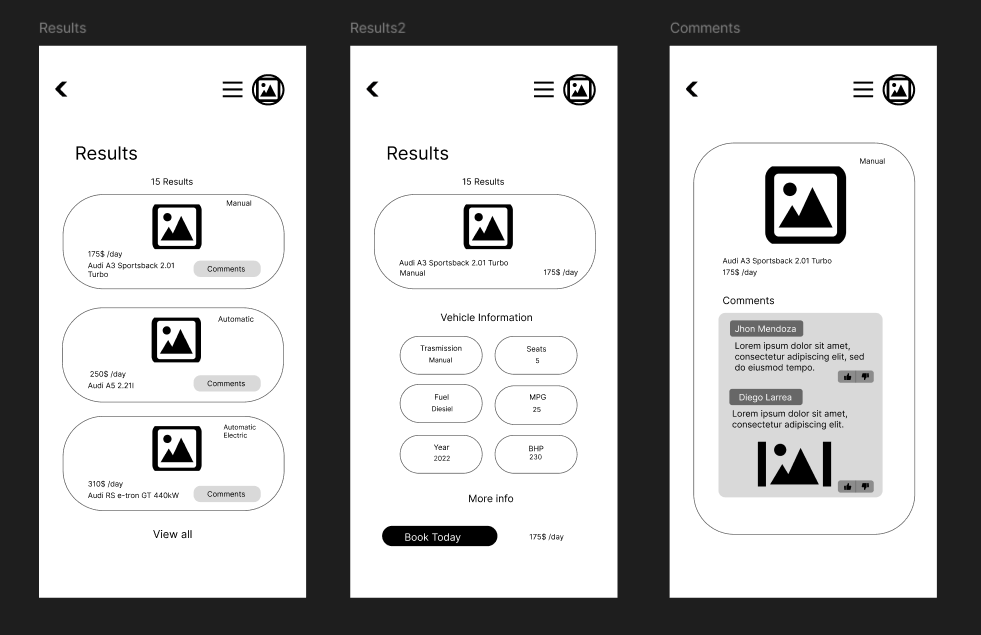 Results
Results
15 Results
Manual
175$ /day
Audi A3 Sportsback 2.01
Turbo
Comments
Automatic
250$ /day
Audi A5 2.21l
Comments
Automatic
Electric
310$ /day
Audi RS e-tron GT 440kW
Comments
View all
Results2
Results
15 Results
Audi A3 Sportsback 2.01 Turbo
Manual
175$ /day
Vehicle Information
Trasmission
Manual
Seats
5
Fuel
Diesiel
MPG
25
Year
2022
BHP
230
More info
Book Today
175$ /day
Comments
Manual
Audi A3 Sportsback 2.01 Turbo
175$ /day
Comments
Jhon Mendoza
Lorem ipsum dolor sit amet,
consectetur adipiscing elit, sed
do eiusmod tempo.
Diego Larrea
Lorem ipsum dolor sit amet,
consectetur adipiscing elit.